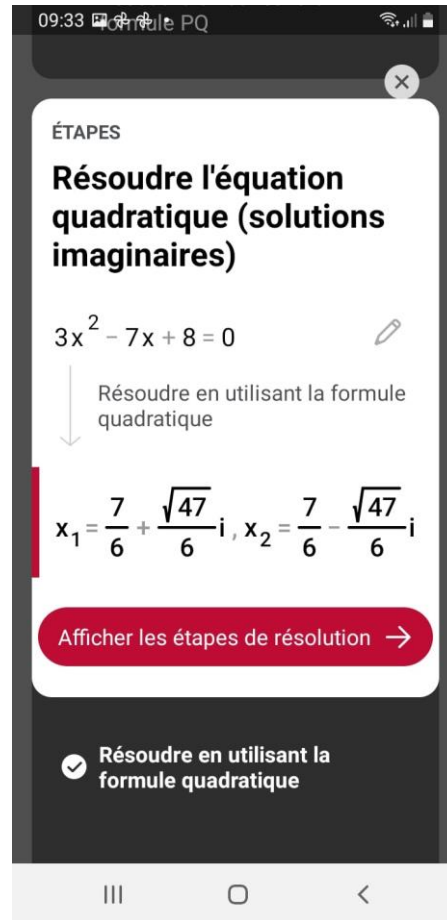 09:33
formule PQ
ÉTAPES
Résoudre l'équation
quadratique (solutions
imaginaires)
3x² − 7x + 8 = 0
Résoudre en utilisant la formule
quadratique
x₁ = 7/6 + √47/6 i , x₂ = 7/6 − √47/6 i
Afficher les étapes de résolution →
Résoudre en utilisant la
formule quadratique